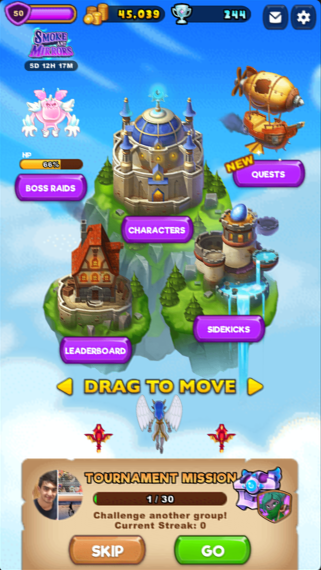 50
45.039
244
SMOKE AND MIRRORS
5D 12H 17M
HP
66%
BOSS RAIDS
NEW
QUESTS
CHARACTERS
SIDEKICKS
LEADERBOARD
DRAG TO MOVE
TOURNAMENT MISSION
1 / 30
Challenge another group!
Current Streak: 0
SKIP
GO